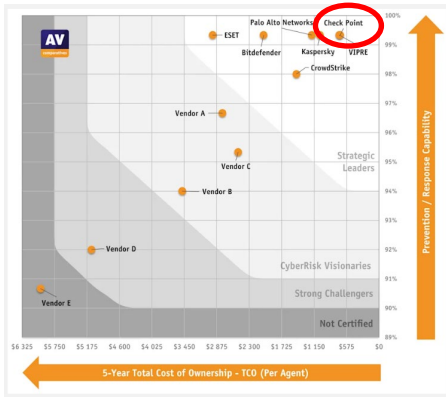 Palo Alto Networks
Check Point
100%
AV
comparatives
ESET
Bitdefender
Kaspersky
VIPRE
99%
CrowdStrike
98%
Vendor A
97%
96%
Vendor C
95%
Strategic
Leaders
Vendor B
94%
93%
Vendor D
92%
CyberRisk Visionaries
91%
Strong Challengers
Vendor E
90%
Not Certified
89%
$6 325 $5 750 $5 175 $4 600 $4 025 $3 450 $2 875 $2 300 $1 725 $1 150 $575 $0
Prevention / Response Capability
5-Year Total Cost of Ownership - TCO (Per Agent)